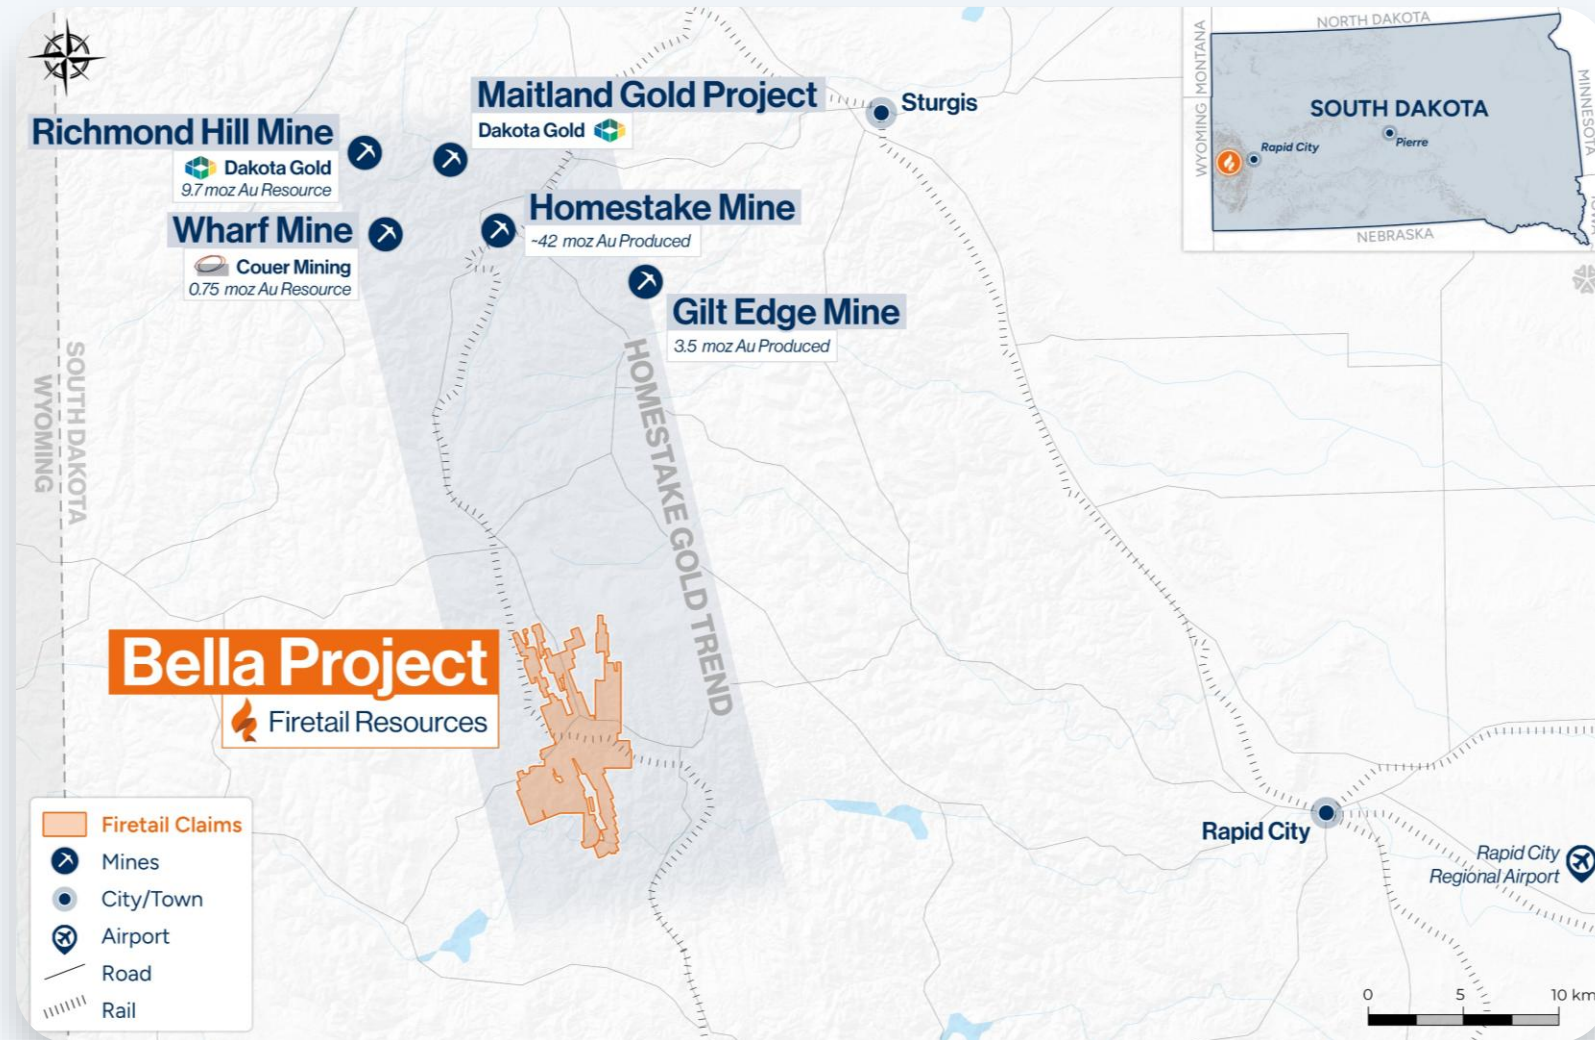 NORTH DAKOTA
MONTANA
WYOMING
MINNESOTA
SOUTH DAKOTA
Rapid City
Pierre
NEBRASKA
Maitland Gold Project
Dakota Gold
Sturgis
Richmond Hill Mine
Dakota Gold
9.7 moz Au Resource
Homestake Mine
~42 moz Au Produced
Wharf Mine
Couer Mining
0.75 moz Au Resource
Gilt Edge Mine
3.5 moz Au Produced
SOUTH DAKOTA
WYOMING
HOMESTAKE GOLD TREND
Bella Project
Firetail Resources
Rapid City
Rapid City
Regional Airport
Firetail Claims
Mines
City/Town
Airport
Road
Rail
0 5 10 km